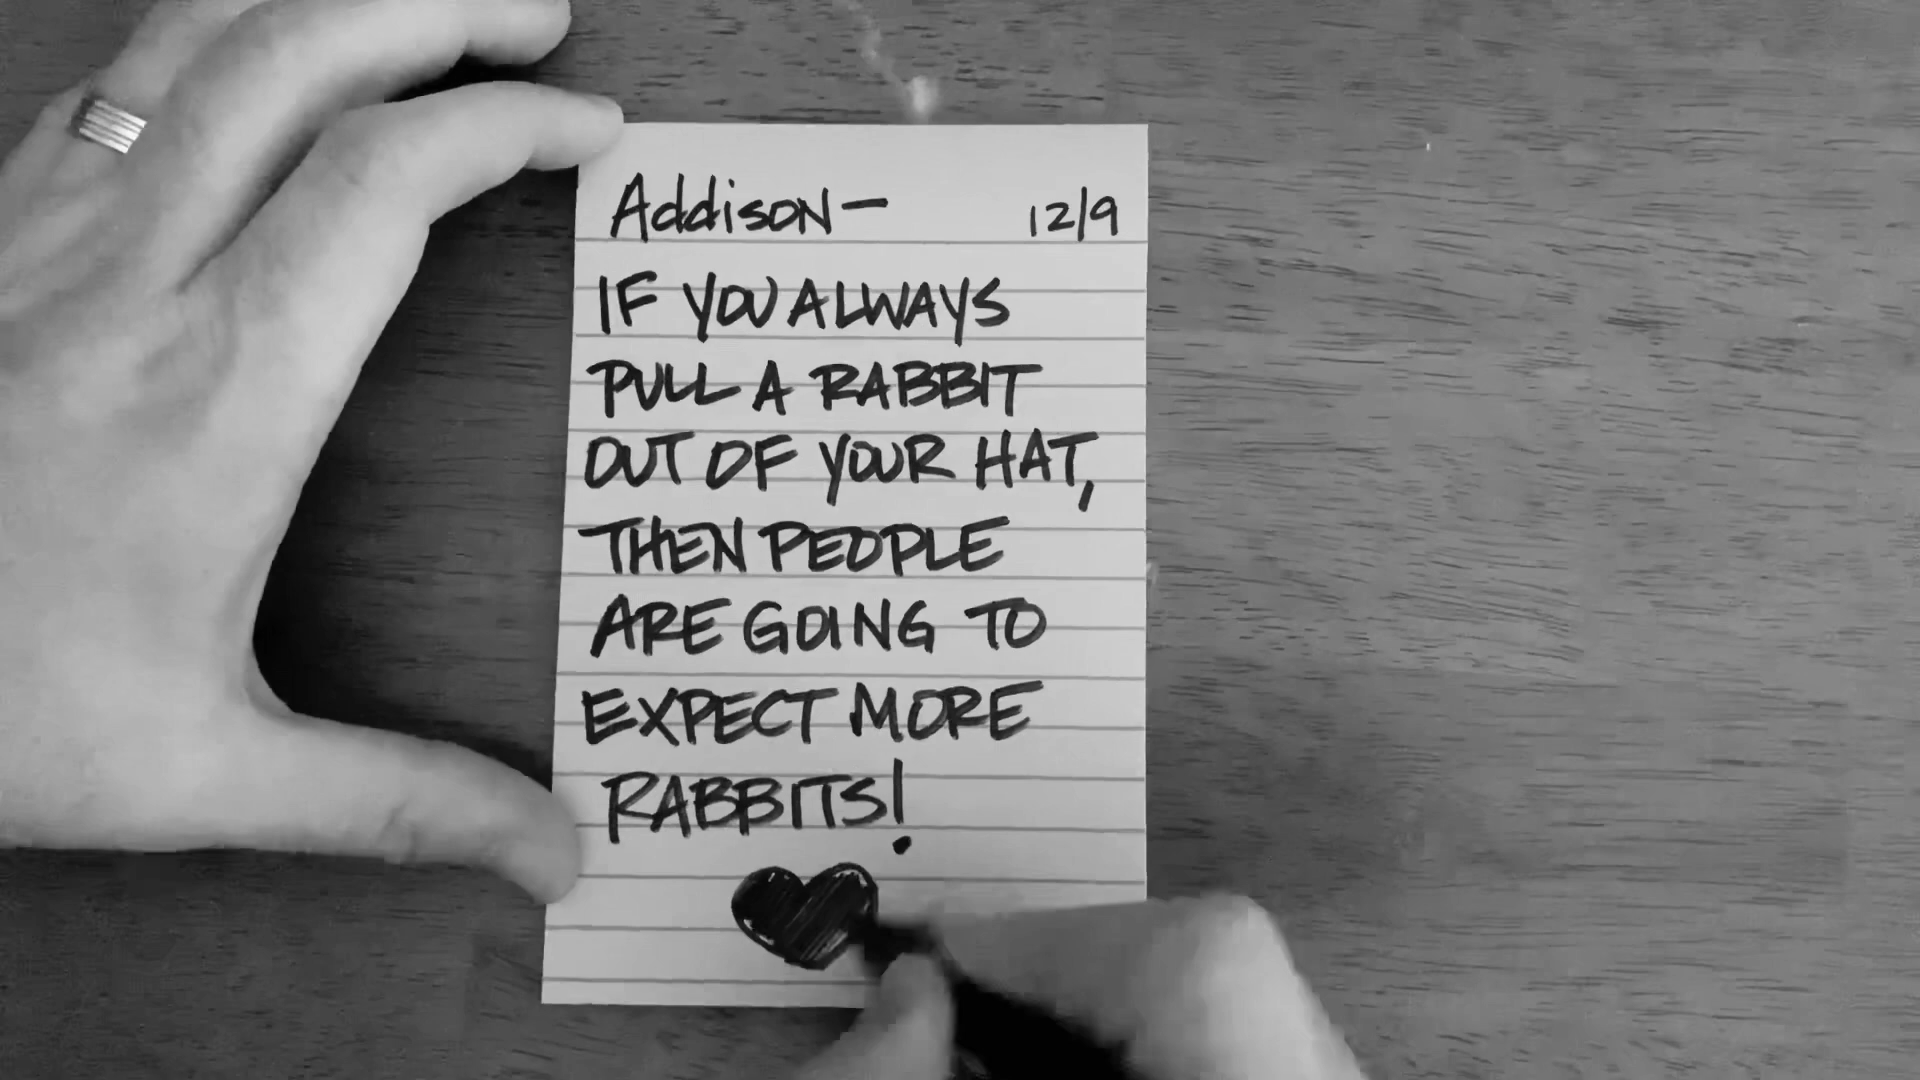 Addison- 12/9
IF YOU ALWAYS
PULL A RABBIT
OUT OF YOUR HAT,
THEN PEOPLE
ARE GOING TO
EXPECT MORE
RABBITS!